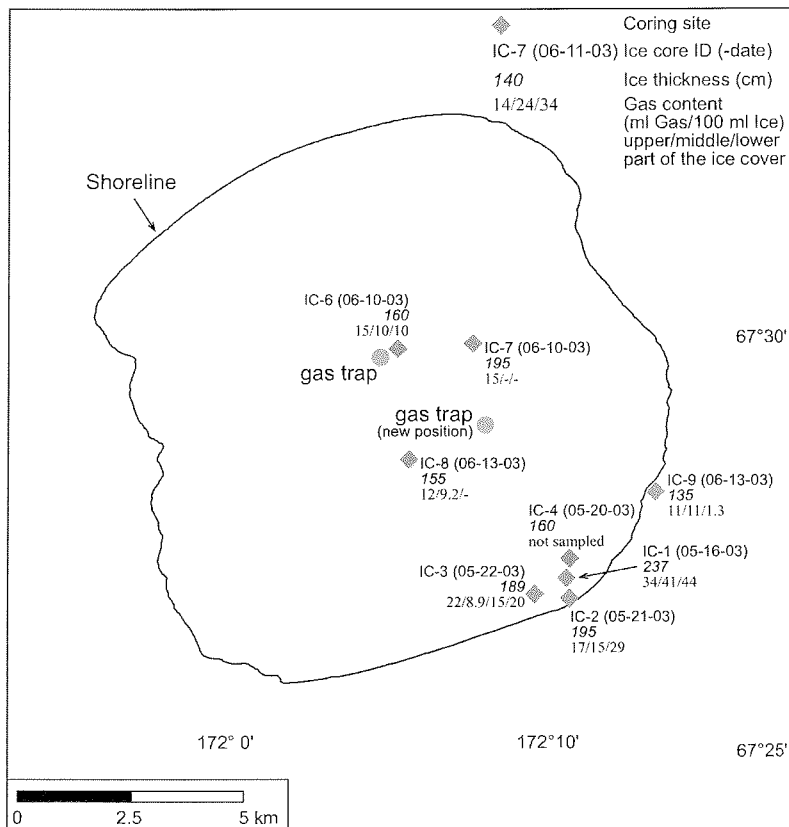 Coring site
IC-7 (06-11-03) Ice core ID (-date)
140 Ice thickness (cm)
14/24/34 Gas content
(ml Gas/100 ml Ice)
upper/middle/lower
part of the ice cover
Shoreline
IC-6 (06-10-03)
160
15/10/10
gas trap
IC-7 (06-10-03)
195
15/-/-
67°30'
gas trap
(new position)
IC-8 (06-13-03)
155
12/9.2/-
IC-9 (06-13-03)
135
11/11/1.3
IC-4 (05-20-03)
160
not sampled
IC-1 (05-16-03)
237
34/41/44
IC-3 (05-22-03)
189
22/8.9/15/20
IC-2 (05-21-03)
195
17/15/29
172° 0'
172° 10'
67°25'
0 2.5 5 km